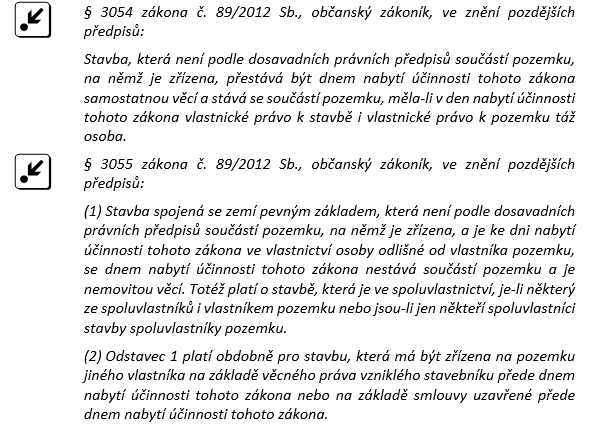 § 3054 zákona č. 89/2012 Sb., občanský zákoník, ve znění pozdějších
předpisů:
Stavba, která není podle dosavadních právních předpisů součástí pozemku,
na němž je zřízena, přestává být dnem nabytí účinnosti tohoto zákona
samostatnou věcí a stává se součástí pozemku, měla-li v den nabytí účinnosti
tohoto zákona vlastnické právo k stavbě i vlastnické právo k pozemku táž
osoba.
§ 3055 zákona č. 89/2012 Sb., občanský zákoník, ve znění pozdějších
předpisů:
(1) Stavba spojená se zemí pevným základem, která není podle dosavadních
právních předpisů součástí pozemku, na němž je zřízena, a je ke dni nabytí
účinnosti tohoto zákona ve vlastnictví osoby odlišné od vlastníka pozemku,
se dnem nabytí účinnosti tohoto zákona nestává součástí pozemku a je
nemovitou věcí. Totéž platí o stavbě, která je ve spoluvlastnictví, je-li některý
ze spoluvlastníků i vlastníkem pozemku nebo jsou-li jen někteří spoluvlastníci
stavby spoluvlastníky pozemku.
(2) Odstavec 1 platí obdobně pro stavbu, která má být zřízena na pozemku
jiného vlastníka na základě věcného práva vzniklého stavebníku přede dnem
nabytí účinnosti tohoto zákona nebo na základě smlouvy uzavřené přede
dnem nabytí účinnosti tohoto zákona.